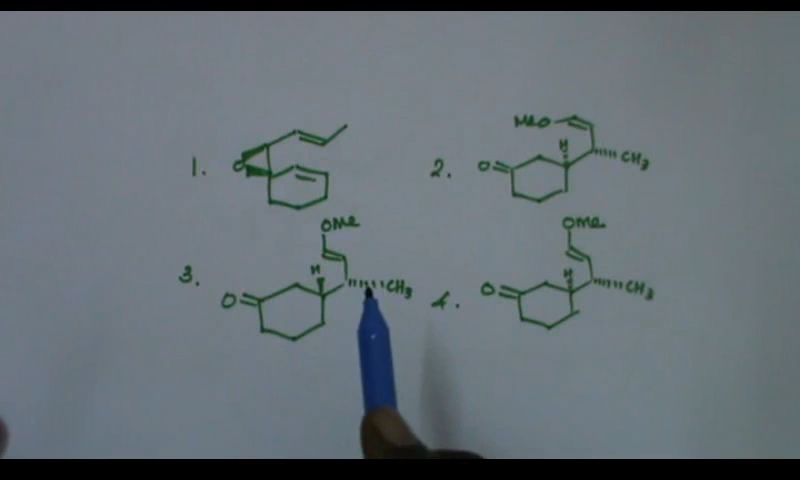 1. O
2. MeO H O CH3
3. OMe H O CH3
4. OMe H O CH3